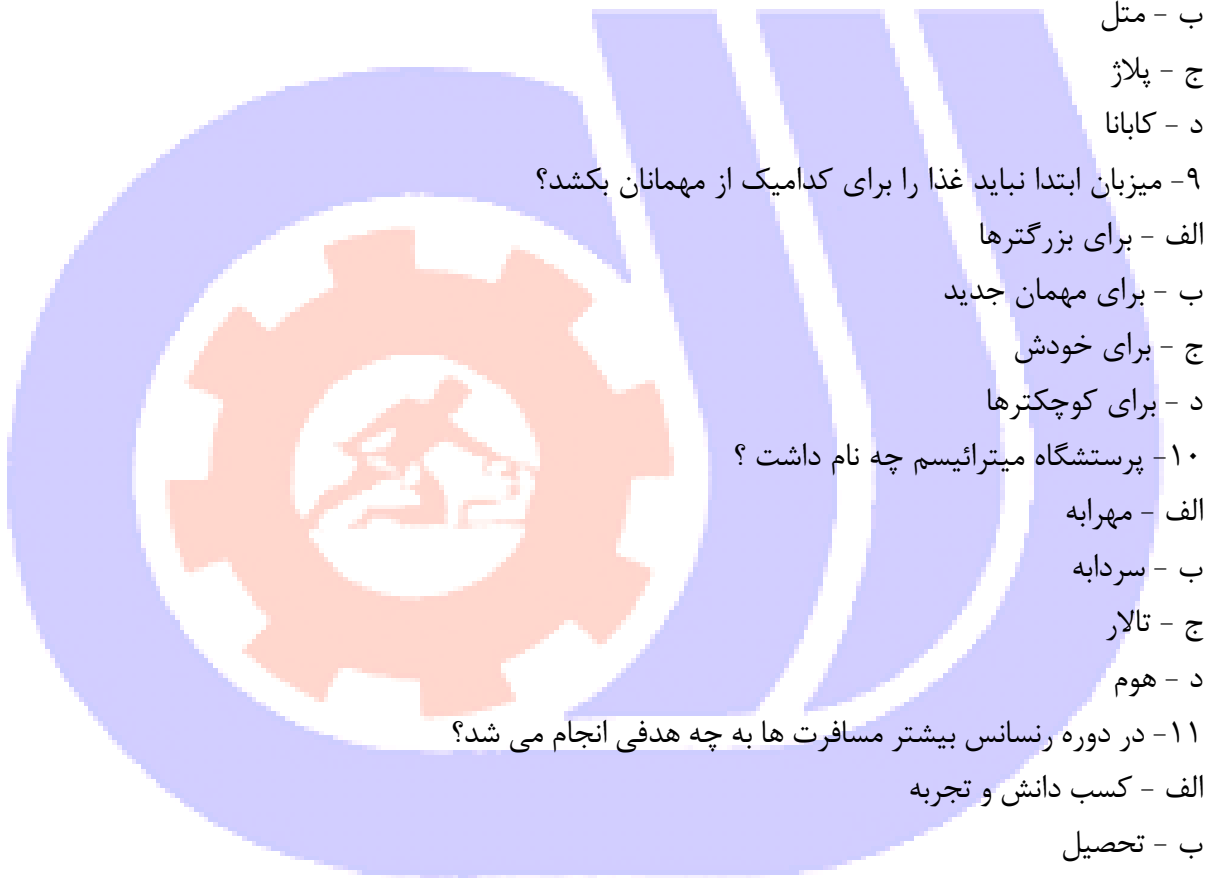 ب - متل
ج - پلاژ
د - کابانا
۹- میزبان ابتدا نباید غذا را برای کدامیک از مهمانان بکشد؟
الف - برای بزرگترها
ب - برای مهمان جدید
ج - برای خودش
د - برای کوچکترها
۱۰- پرستشگاه میترائیسم چه نام داشت ؟
الف - مهرابه
ب - سردابه
ج - تالار
د - هوم
۱۱- در دوره رنسانس بیشتر مسافرت ها به چه هدفی انجام می شد؟
الف - کسب دانش و تجربه
ب - تحصیل